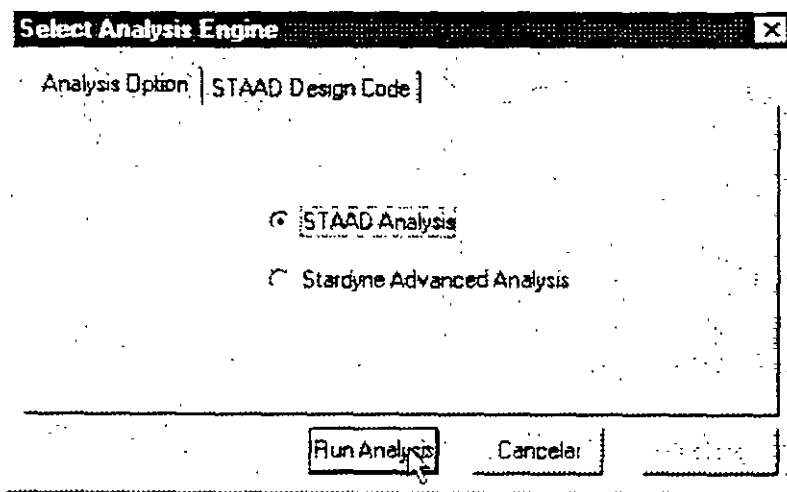 Select Analysis Engine
Analysis Option STAAD Design Code
STAAD Analysis
Stardyne Advanced Analysis
Run Analysis Cancelar